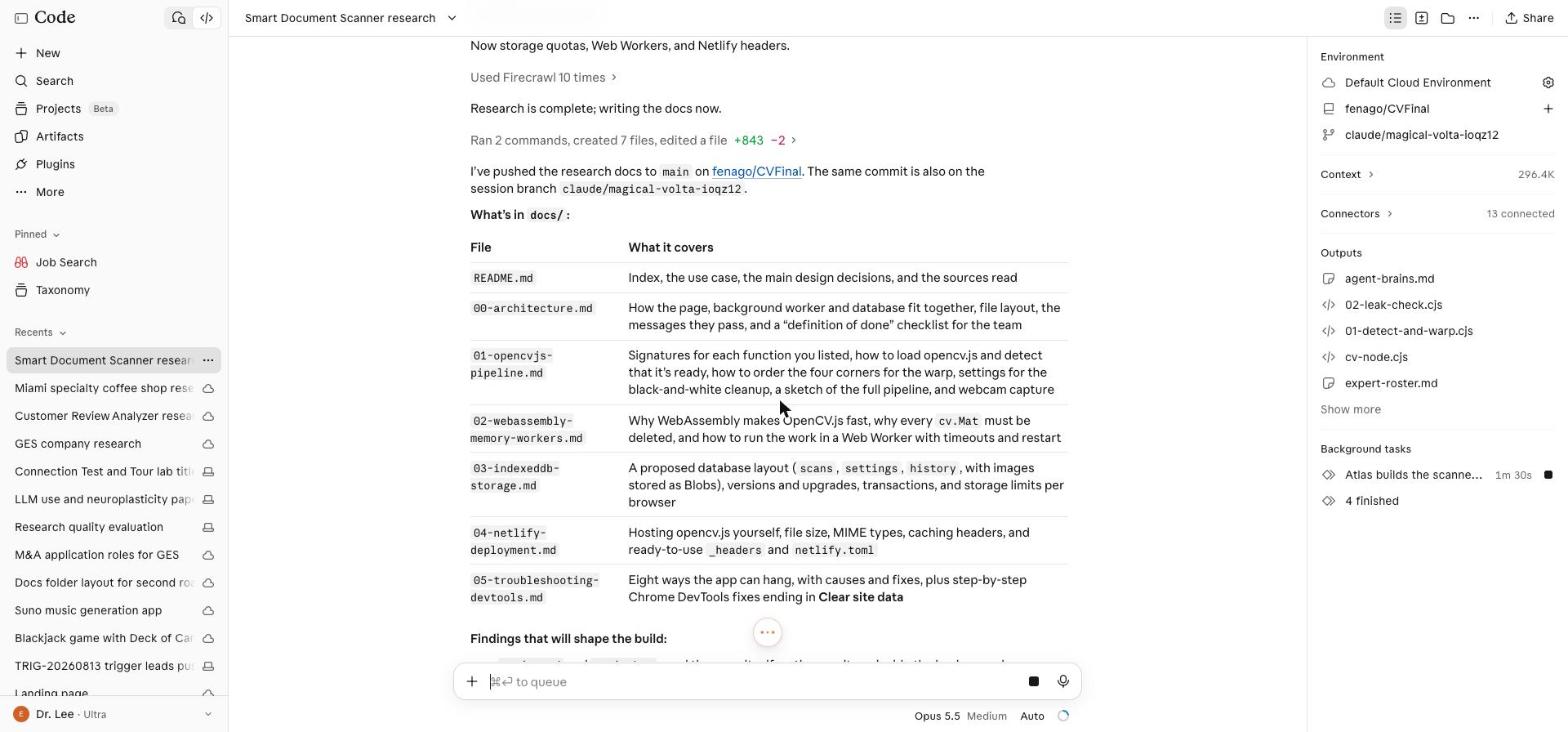 Code
New
Search
Projects Beta
Artifacts
Plugins
More
Pinned
Job Search
Taxonomy
Recents
Smart Document Scanner resear
Miami specialty coffee shop rese
Customer Review Analyzer resea
GES company research
Connection Test and Tour lab titl
LLM use and neuroplasticity pap
Research quality evaluation
M&A application roles for GES
Docs folder layout for second ro
Suno music generation app
Blackjack game with Deck of Car
TRIG-20260813 trigger leads pus
Landing page
E Dr. Lee · Ultra
Smart Document Scanner research
Share
Now storage quotas, Web Workers, and Netlify headers.
Used Firecrawl 10 times >
Research is complete; writing the docs now.
Ran 2 commands, created 7 files, edited a file +843 −2 >
I’ve pushed the research docs to main on fenago/CVFinal. The same commit is also on the
session branch claude/magical-volta-ioqz12.
What’s in docs/:
File What it covers
README.md Index, the use case, the main design decisions, and the sources read
00-architecture.md How the page, background worker and database fit together, file layout, the
messages they pass, and a “definition of done” checklist for the team
01-opencvjs- Signatures for each function you listed, how to load opencv.js and detect
pipeline.md that it’s ready, how to order the four corners for the warp, settings for the
black-and-white cleanup, a sketch of the full pipeline, and webcam capture
02-webassembly- Why WebAssembly makes OpenCV.js fast, why every cv.Mat must be
memory-workers.md deleted, and how to run the work in a Web Worker with timeouts and restart
03-indexeddb- A proposed database layout (scans, settings, history, with images
storage.md stored as Blobs), versions and upgrades, transactions, and storage limits per
browser
04-netlify- Hosting opencv.js yourself, file size, MIME types, caching headers, and
deployment.md ready-to-use _headers and netlify.toml
05-troubleshooting- Eight ways the app can hang, with causes and fixes, plus step-by-step
devtools.md Chrome DevTools fixes ending in Clear site data
Findings that will shape the build:
⌘⏎ to queue
Opus 5.5 Medium Auto
Environment
Default Cloud Environment
fenago/CVFinal
claude/magical-volta-ioqz12
Context > 296.4K
Connectors > 13 connected
Outputs
agent-brains.md
02-leak-check.cjs
01-detect-and-warp.cjs
cv-node.cjs
expert-roster.md
Show more
Background tasks
Atlas builds the scanne... 1m 30s
4 finished